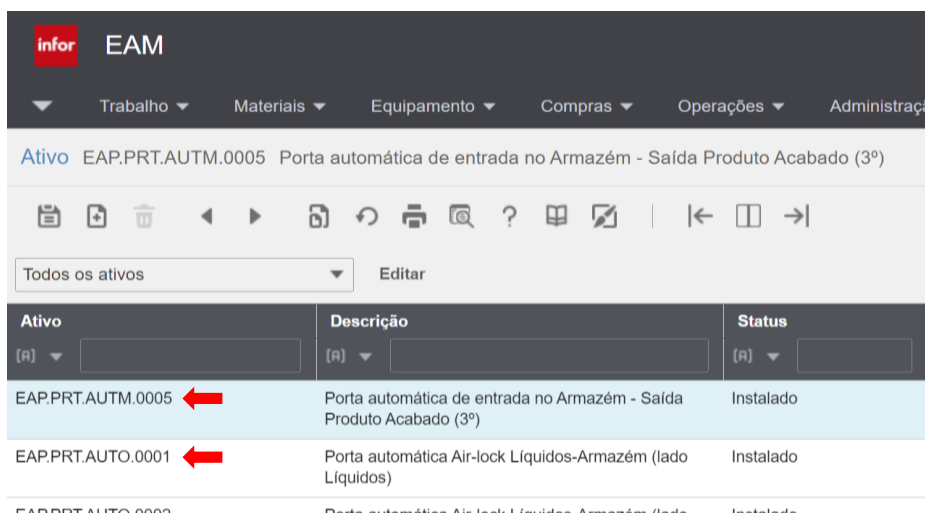 infor EAM
Trabalho Materiais Equipamento Compras Operações Administraç
Ativo EAP.PRT.AUTM.0005 Porta automática de entrada no Armazém - Saída Produto Acabado (3º)
Todos os ativos Editar
Ativo Descrição Status
[A] [A] [A]
EAP.PRT.AUTM.0005 Porta automática de entrada no Armazém - Saída Instalado
Produto Acabado (3º)
EAP.PRT.AUTO.0001 Porta automática Air-lock Líquidos-Armazém (lado Instalado
Líquidos)